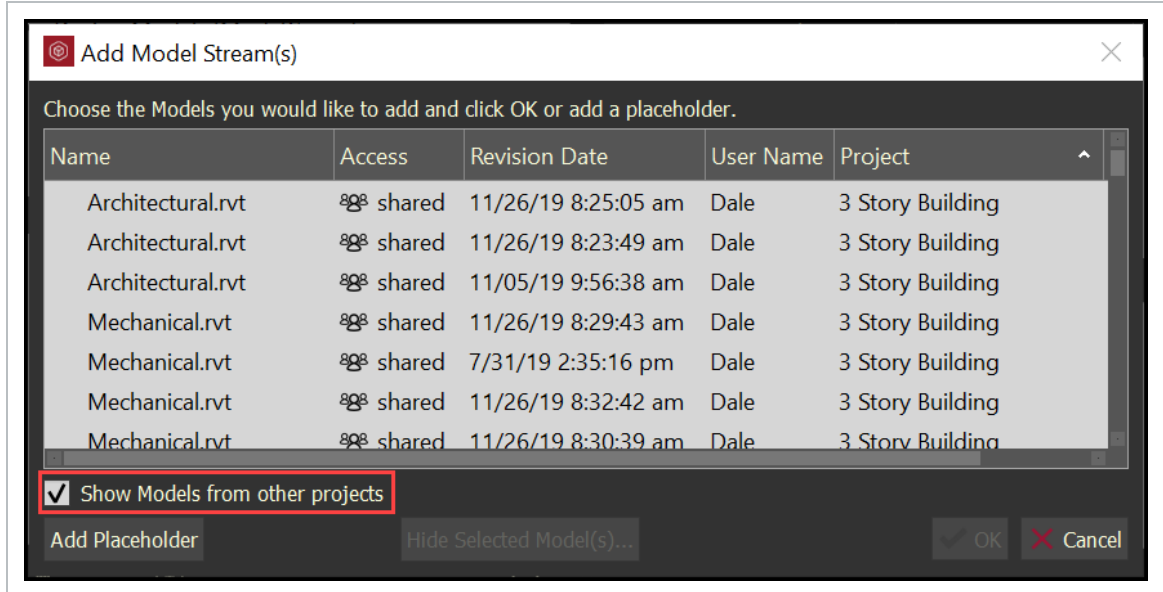 Add Model Stream(s)
Choose the Models you would like to add and click OK or add a placeholder.
Name Access Revision Date User Name Project
Architectural.rvt shared 11/26/19 8:25:05 am Dale 3 Story Building
Architectural.rvt shared 11/26/19 8:23:49 am Dale 3 Story Building
Architectural.rvt shared 11/05/19 9:56:38 am Dale 3 Story Building
Mechanical.rvt shared 11/26/19 8:29:43 am Dale 3 Story Building
Mechanical.rvt shared 7/31/19 2:35:16 pm Dale 3 Story Building
Mechanical.rvt shared 11/26/19 8:32:42 am Dale 3 Story Building
Mechanical.rvt shared 11/26/19 8:30:39 am Dale 3 Story Building
Show Models from other projects
Add Placeholder Hide Selected Model(s)... OK Cancel